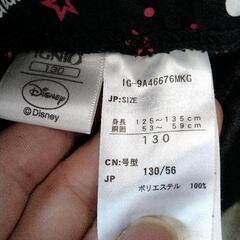 IGNIO
130
Disney
©Disney
IG-9A46676MKG
JP:SIZE
身長 125～135cm
胴囲 53～ 59cm
130
CN:号型
130/56
JP
ポリエステル 100%